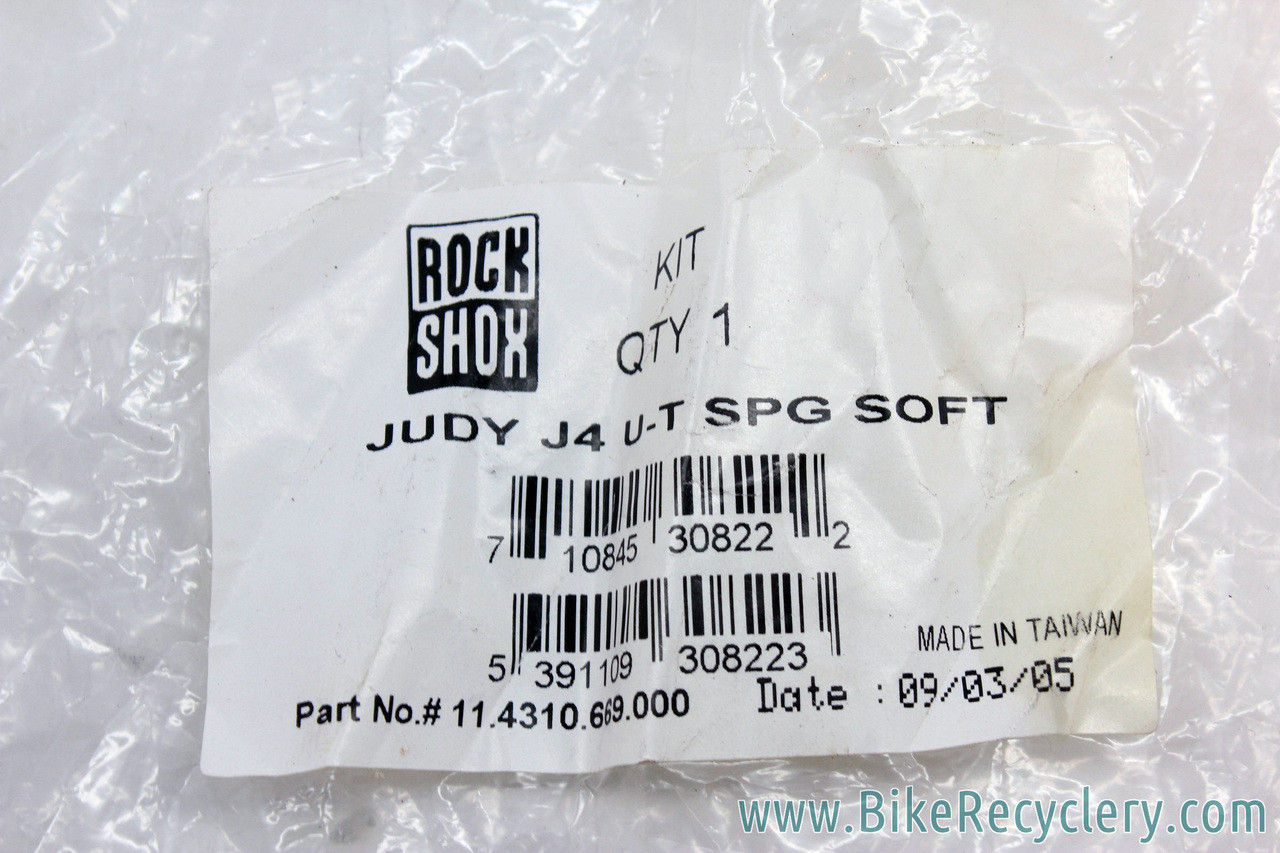 ROCK
SHOX
KIT
QTY 1
JUDY J4 U-T SPG SOFT
7 10845 30822 2
5 391109 308223
MADE IN TAIWAN
Part No.# 11.4310.669.000
Date : 09/03/05
www.BikeRecyclery.com